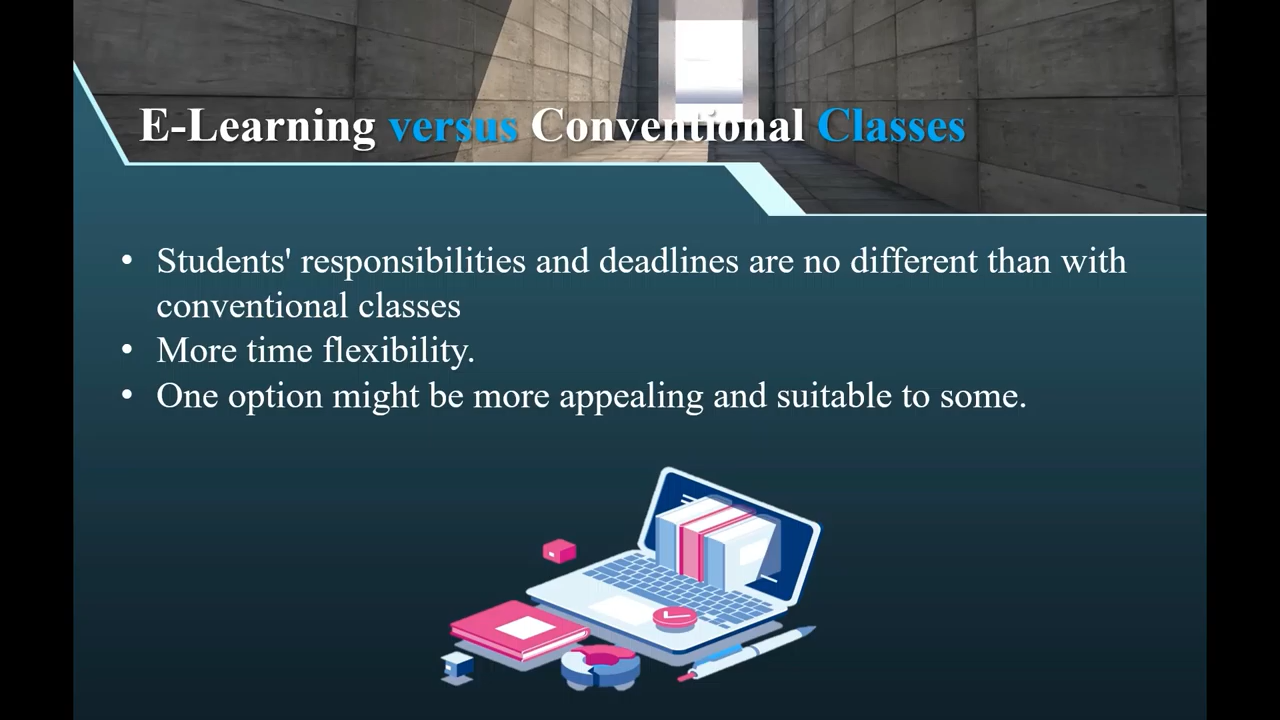 E-Learning versus Conventional Classes
• Students' responsibilities and deadlines are no different than with
conventional classes
• More time flexibility.
• One option might be more appealing and suitable to some.